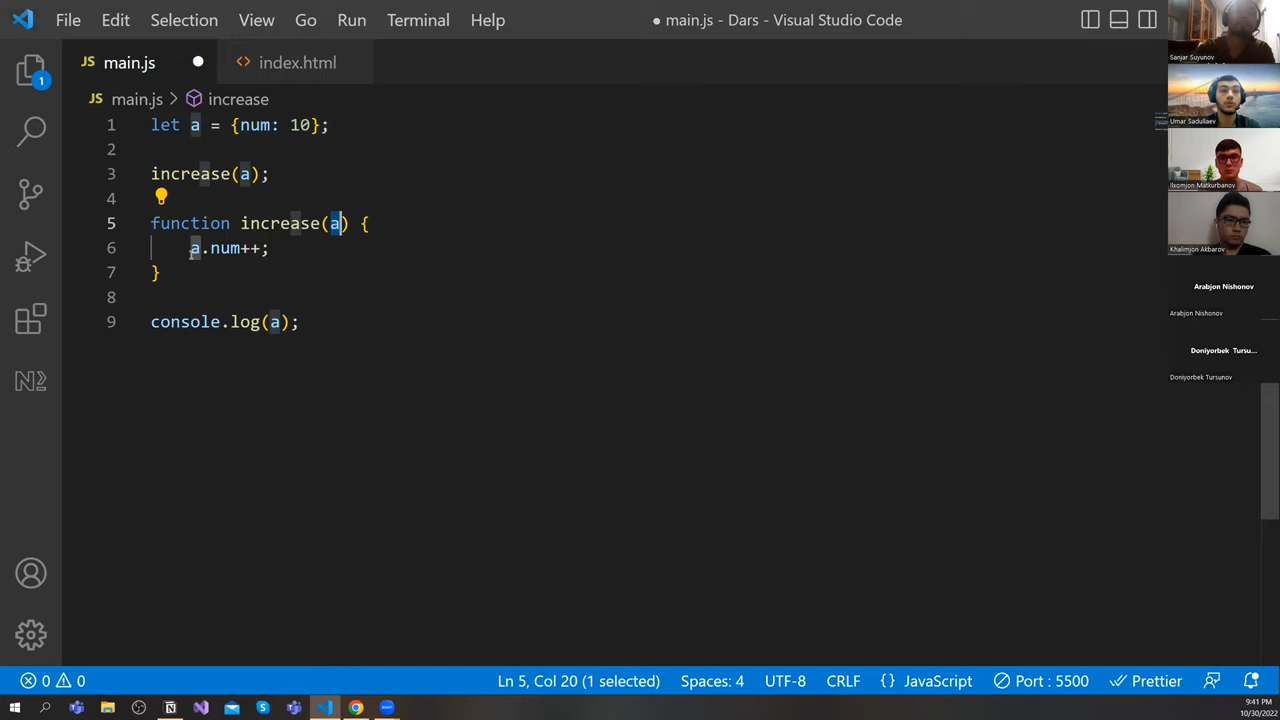 File Edit Selection View Go Run Terminal Help
● main.js - Dars - Visual Studio Code
JS main.js ●
<> index.html
JS main.js > increase
1 let a = {num: 10};
2
3 increase(a);
4
5 function increase(a) {
6 a.num++;
7 }
8
9 console.log(a);
1
Sanjar Suyunov
Umar Sadullaev
Ilxomjon Matkurbanov
Khalimjon Akbarov
Arabjon Nishonov
Arabjon Nishonov
Doniyorbek Tursu...
Doniyorbek Tursunov
0 0
Ln 5, Col 20 (1 selected)
Spaces: 4
UTF-8
CRLF
{} JavaScript
Port : 5500
Prettier
9:41 PM
10/30/2022